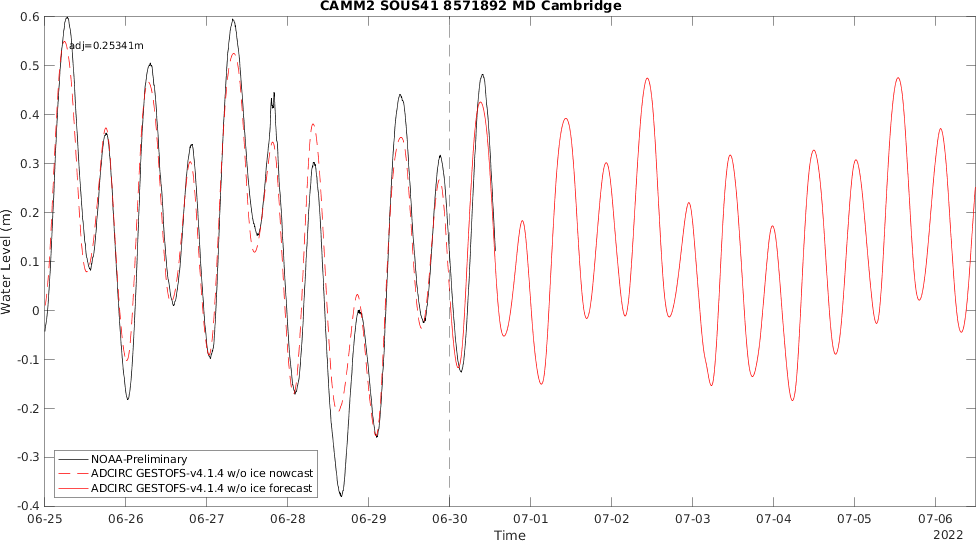 CAMM2 SOUS41 8571892 MD Cambridge
adj=0.25341m
Water Level (m)
0.6
0.5
0.4
0.3
0.2
0.1
0
-0.1
-0.2
-0.3
-0.4
NOAA-Preliminary
ADCIRC GESTOFS-v4.1.4 w/o ice nowcast
ADCIRC GESTOFS-v4.1.4 w/o ice forecast
06-25 06-26 06-27 06-28 06-29 06-30 07-01 07-02 07-03 07-04 07-05 07-06
Time
2022